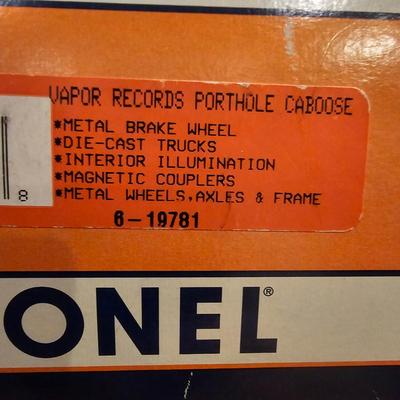 VAPOR RECORDS PORTHOLE CABOOSE
*METAL BRAKE WHEEL
*DIE-CAST TRUCKS
*INTERIOR ILLUMINATION
*MAGNETIC COUPLERS
*METAL WHEELS,AXLES & FRAME
8
6-19781
ONEL®